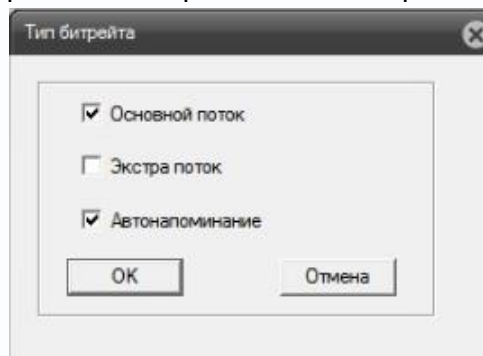 Тип битрейта
Основной поток
Экстра поток
Автонапоминание
OK
Отмена